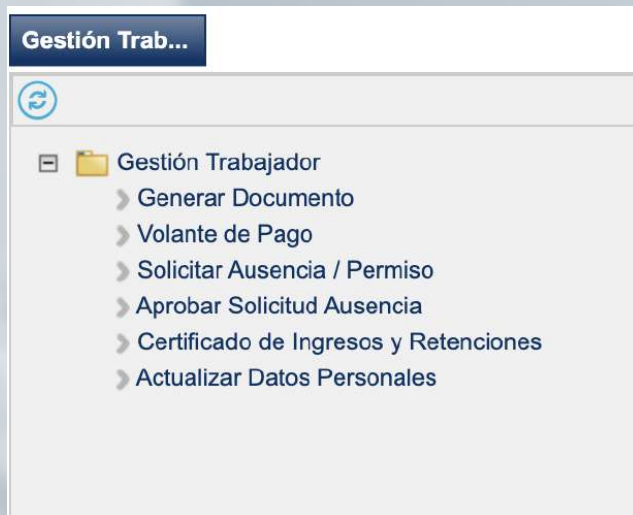 Gestión Trab...
Gestión Trabajador
Generar Documento
Volante de Pago
Solicitar Ausencia / Permiso
Aprobar Solicitud Ausencia
Certificado de Ingresos y Retenciones
Actualizar Datos Personales